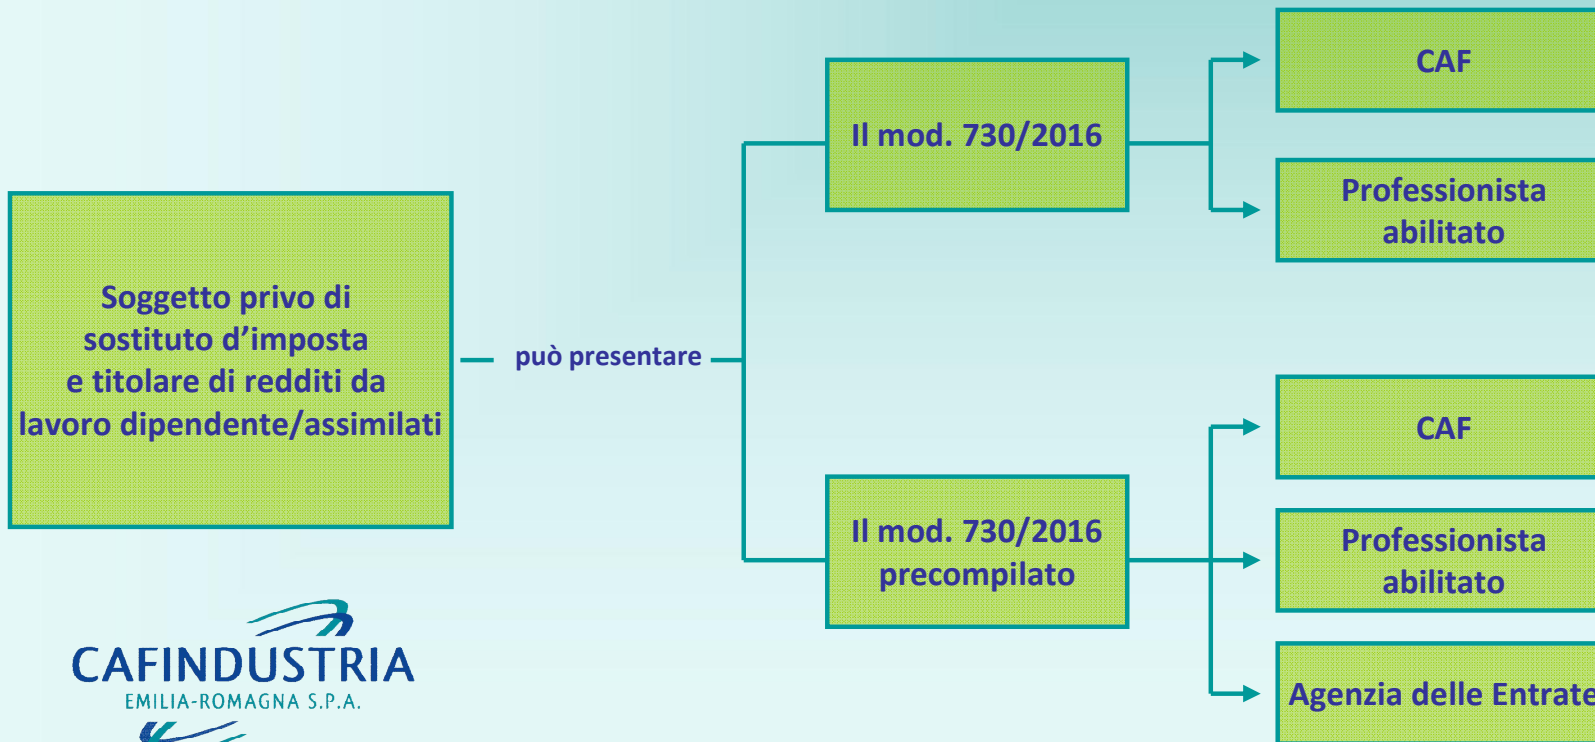 Soggetto privo di
sostituto d’imposta
e titolare di redditi da
lavoro dipendente/assimilati
può presentare
Il mod. 730/2016
CAF
Professionista
abilitato
Il mod. 730/2016
precompilato
CAF
Professionista
abilitato
Agenzia delle Entrate
CAFINDUSTRIA
EMILIA-ROMAGNA S.P.A.